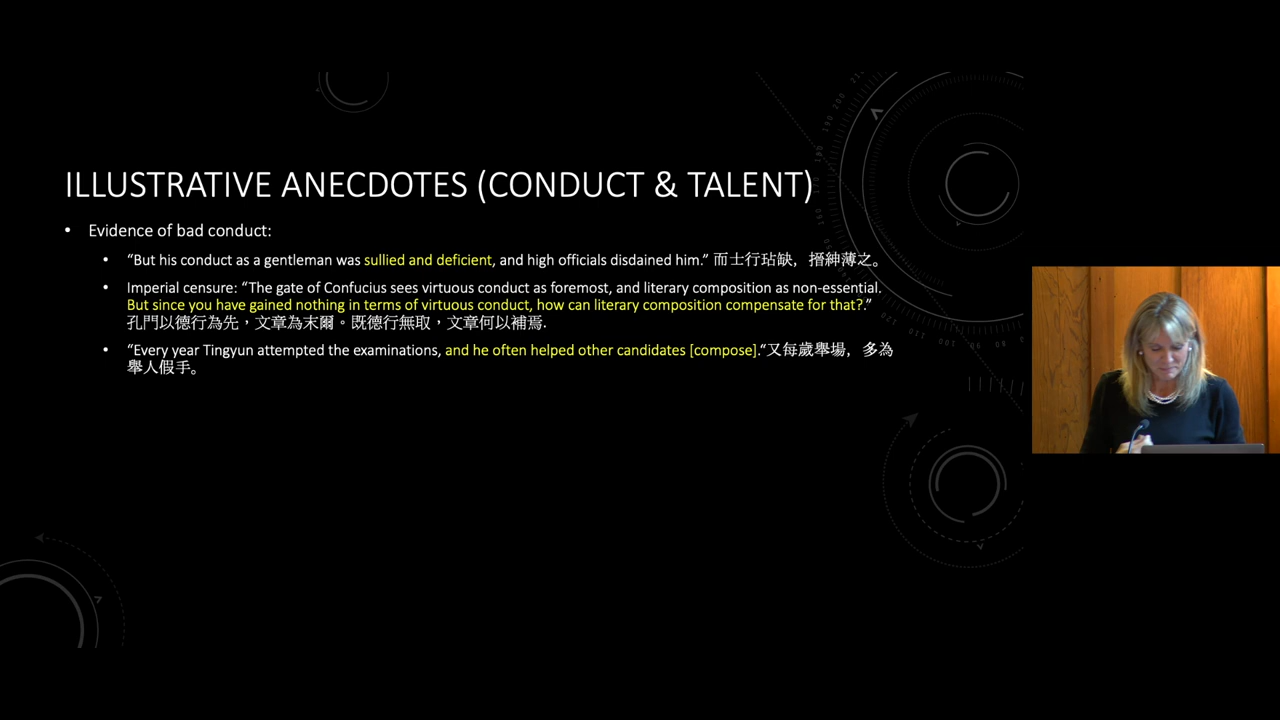 ILLUSTRATIVE ANECDOTES (CONDUCT & TALENT)
• Evidence of bad conduct:
• “But his conduct as a gentleman was sullied and deficient, and high officials disdained him.” 而士行玷缺，搢紳薄之。
• Imperial censure: “The gate of Confucius sees virtuous conduct as foremost, and literary composition as non-essential.
But since you have gained nothing in terms of virtuous conduct, how can literary composition compensate for that?.”
孔門以德行為先，文章為末爾。既德行無取，文章何以補焉.
• “Every year Tingyun attempted the examinations, and he often helped other candidates [compose].“又每歲舉場，多為
舉人假手。